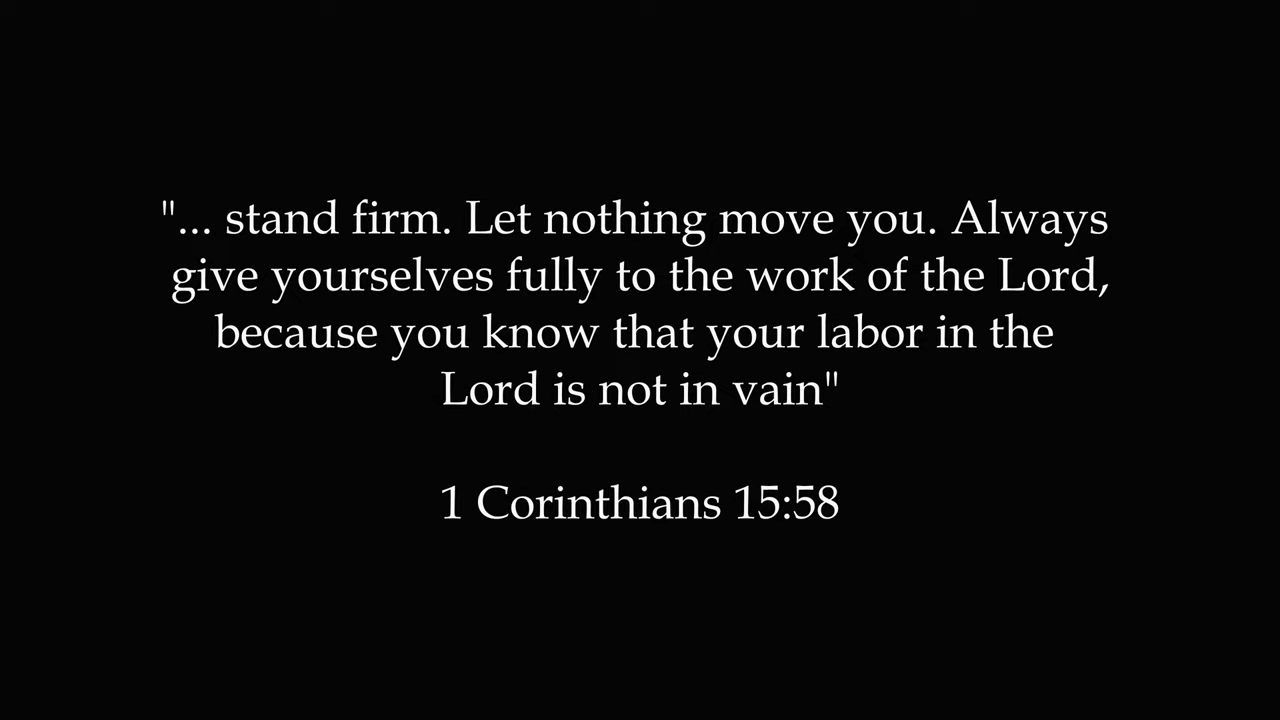 "... stand firm. Let nothing move you. Always
give yourselves fully to the work of the Lord,
because you know that your labor in the
Lord is not in vain"
1 Corinthians 15:58